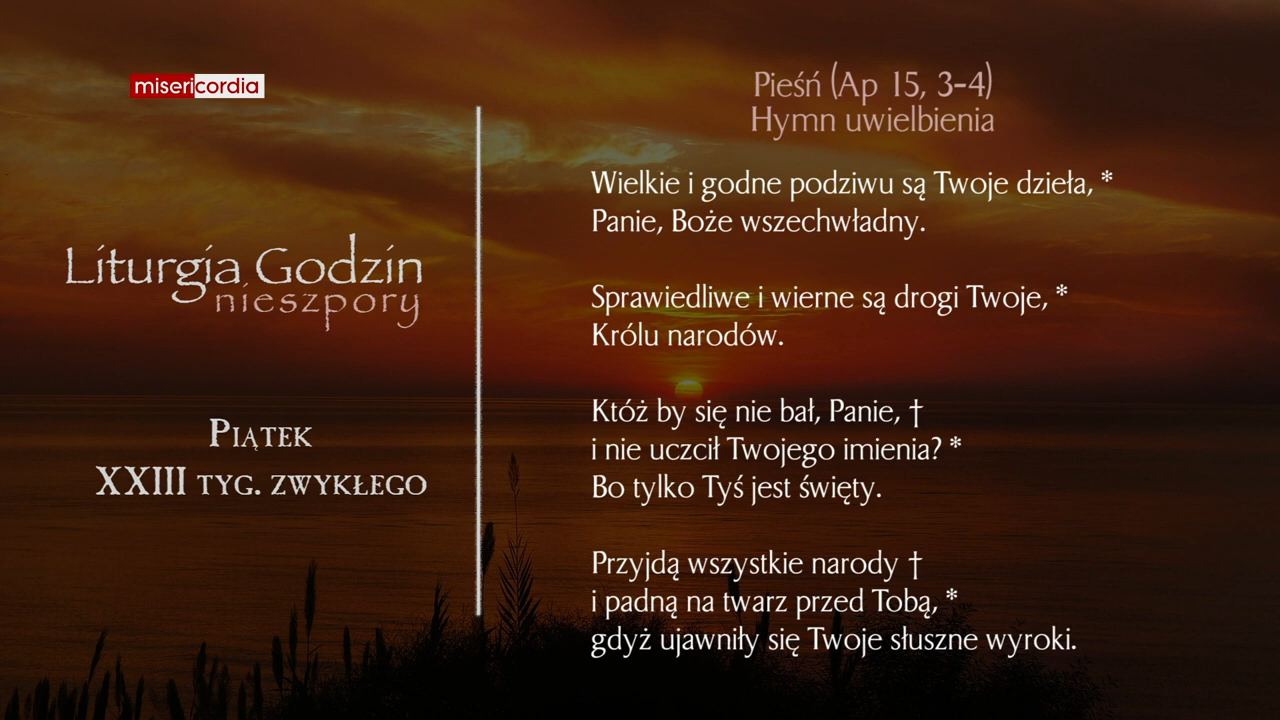 misericordia
Liturgia Godzin
nieszpory
Piątek
XXIII tyg. zwykłego
Pieśń (Ap 15, 3-4)
Hymn uwielbienia
Wielkie i godne podziwu są Twoje dzieła, *
Panie, Boże wszechwładny.
Sprawiedliwe i wierne są drogi Twoje, *
Królu narodów.
Któż by się nie bał, Panie, †
i nie uczcił Twojego imienia? *
Bo tylko Tyś jest święty.
Przyjdą wszystkie narody †
i padną na twarz przed Tobą, *
gdyż ujawniły się Twoje słuszne wyroki.